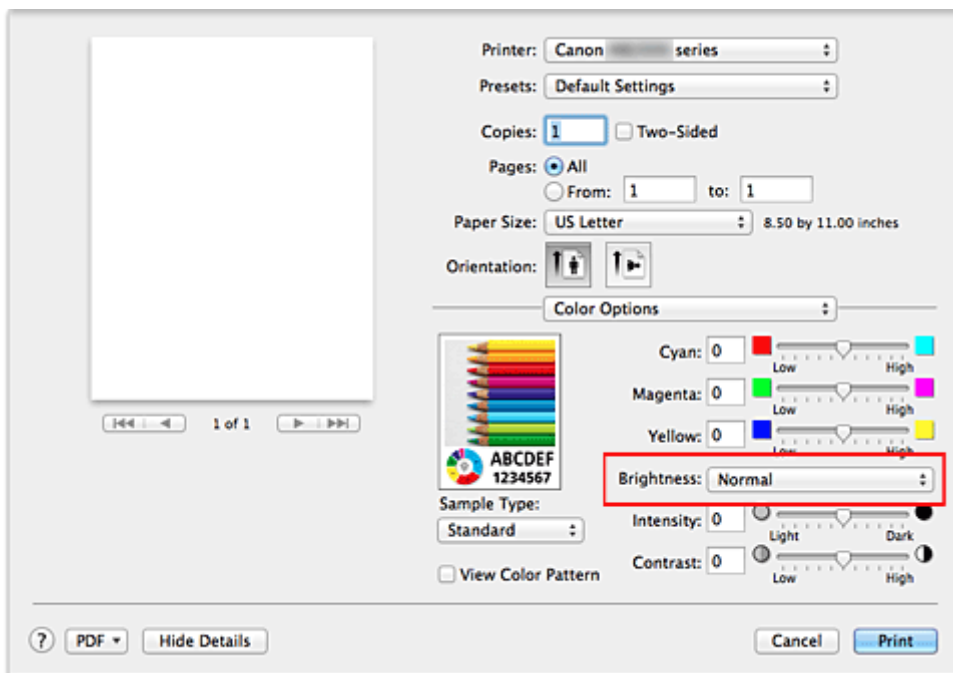 Printer: Canon series
Presets: Default Settings
Copies: 1 Two-Sided
Pages: All
From: 1 to: 1
Paper Size: US Letter 8.50 by 11.00 inches
Orientation:
Color Options
Cyan: 0
Low High
Magenta: 0
Low High
Yellow: 0
Low High
Brightness: Normal
Intensity: 0
Light Dark
Contrast: 0
Low High
ABCDEF
1234567
Sample Type:
Standard
View Color Pattern
1 of 1
? PDF Hide Details Cancel Print